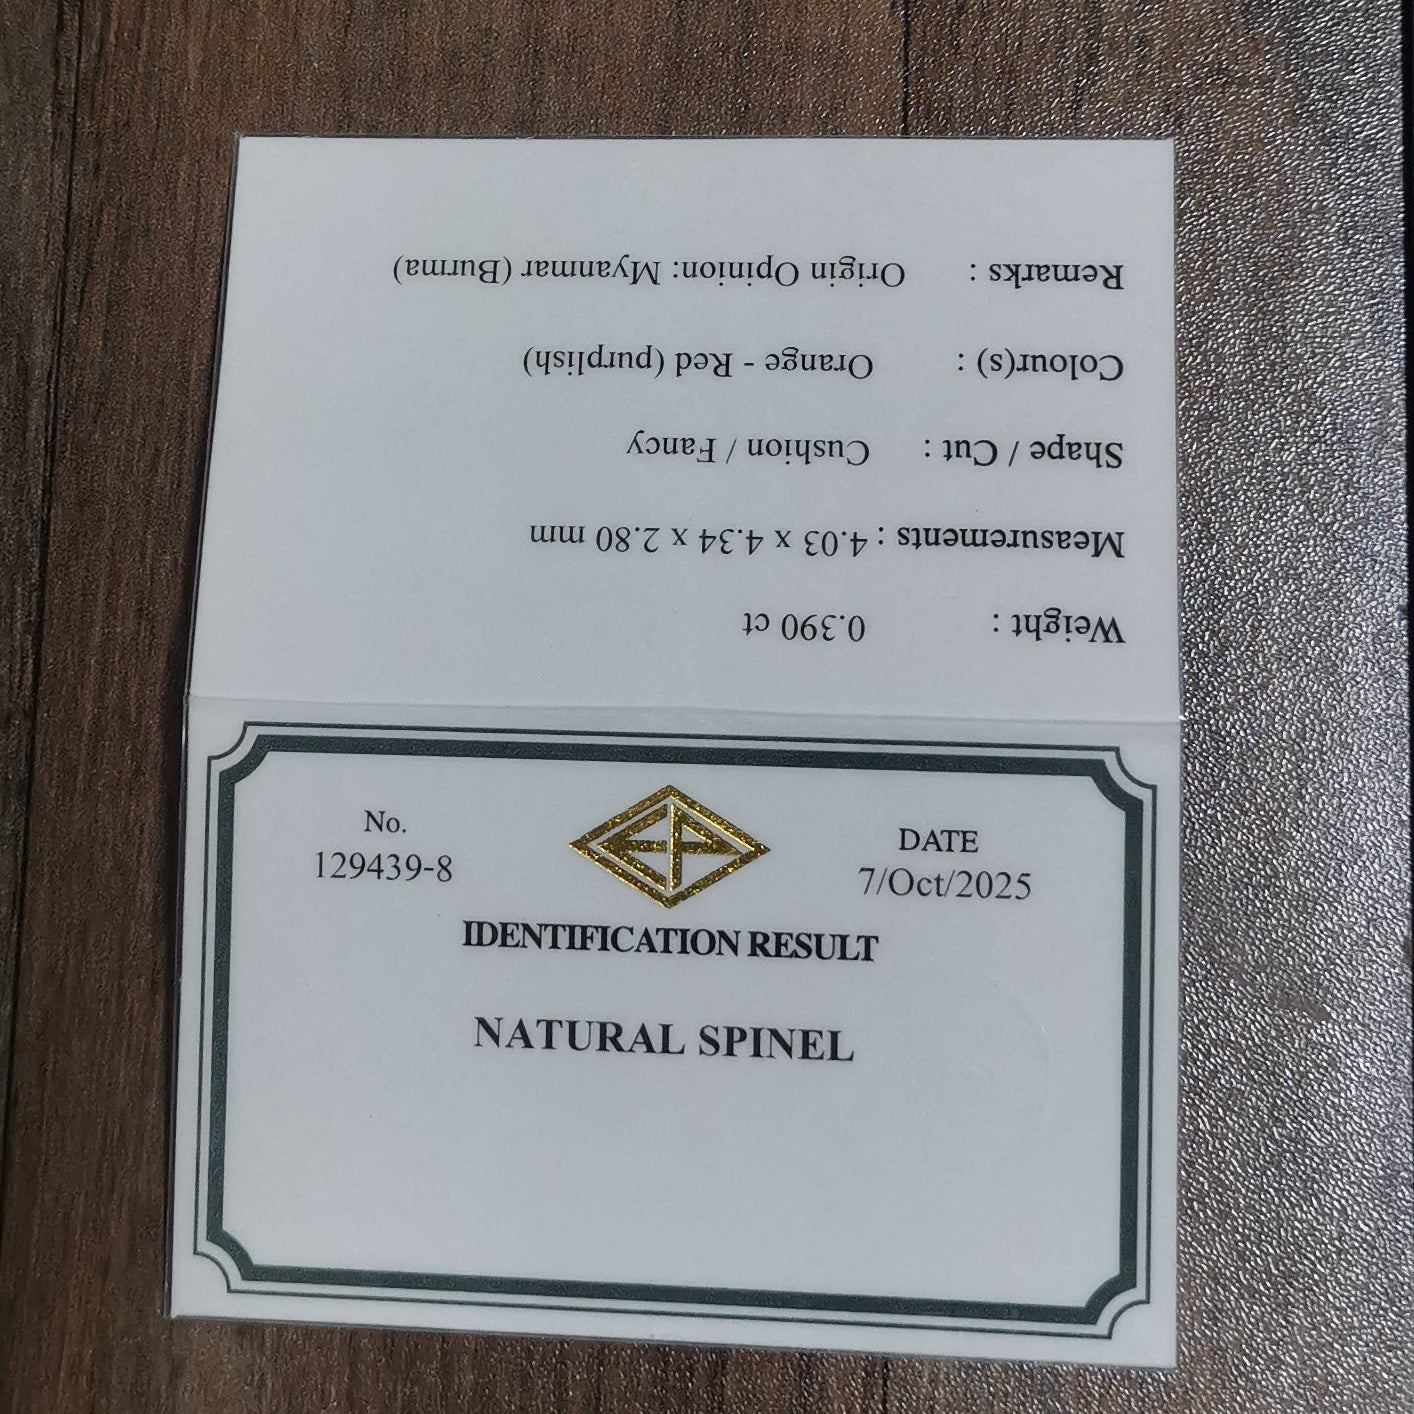 Weight : 0.390 ct
Measurements : 4.03 x 4.34 x 2.80 mm
Shape / Cut : Cushion / Fancy
Colour(s) : Orange - Red (purplish)
Remarks : Origin Opinion: Myanmar (Burma)
No.
129439-8
EP
DATE
7/Oct/2025
IDENTIFICATION RESULT
NATURAL SPINEL